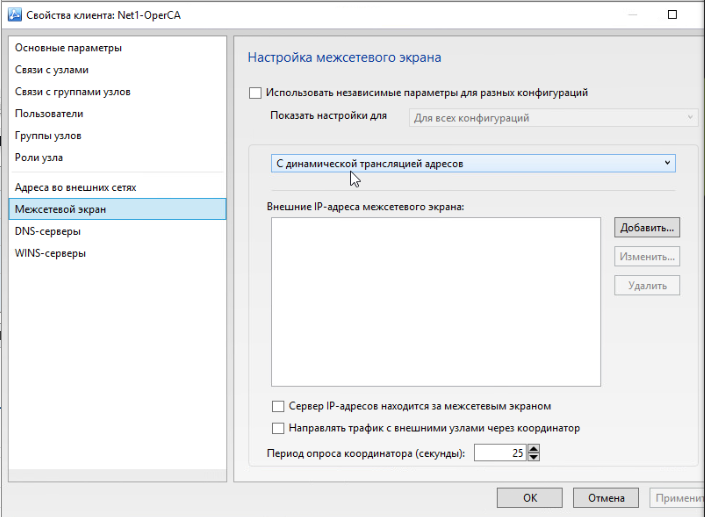 Свойства клиента: Net1-OperCA
Основные параметры
Связи с узлами
Связи с группами узлов
Пользователи
Группы узлов
Роли узла
Адреса во внешних сетях
Межсетевой экран
DNS-серверы
WINS-серверы
Настройка межсетевого экрана
Использовать независимые параметры для разных конфигураций
Показать настройки для Для всех конфигураций
С динамической трансляцией адресов
Внешние IP-адреса межсетевого экрана:
Добавить...
Изменить...
Удалить
Сервер IP-адресов находится за межсетевым экраном
Направлять трафик с внешними узлами через координатор
Период опроса координатора (секунды): 25
ОК Отмена Применит